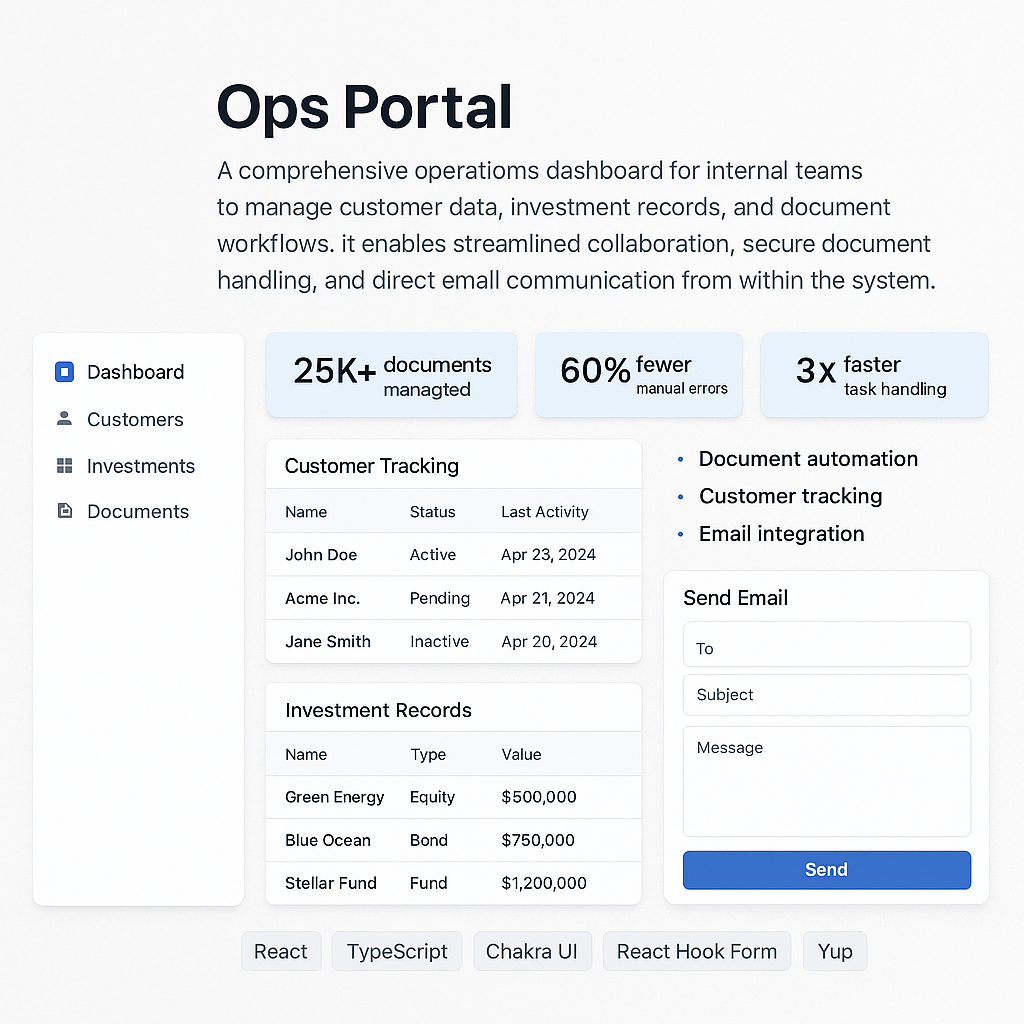 Ops Portal
A comprehensive operatioms dashboard for internal teams
to manage customer data, investment records, and document
workflows. it enables streamlined collaboration, secure document
handling, and direct emall communication from within the system.
Dashboard
Customers
Investments
Documents
25K+ documents
managted
60% fewer
manual errors
3x faster
task handling
Customer Tracking
Name Status Last Activity
John Doe Active Apr 23, 2024
Acme Inc. Pending Apr 21, 2024
Jane Smith Inactive Apr 20, 2024
Investment Records
Name Type Value
Green Energy Equity $500,000
Blue Ocean Bond $750,000
Stellar Fund Fund $1,200,000
• Document automation
• Customer tracking
• Email integration
Send Email
To
Subject
Message
Send
React TypeScript Chakra UI React Hook Form Yup